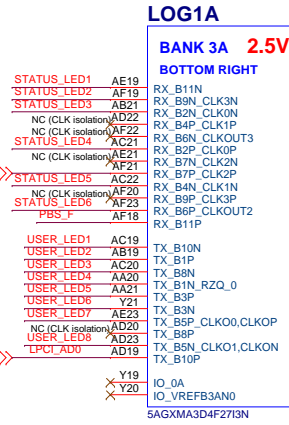 LOG1A
BANK 3A 2.5V
BOTTOM RIGHT
STATUS_LED1 AE19 RX_B11N
STATUS_LED2 AF19 RX_B9N_CLK3N
STATUS_LED3 AB21 RX_B2N_CLK0N
NC (CLK isolation) AD22 RX_B4P_CLK1P
NC (CLK isolation) AF22 RX_B6N_CLKOUT3
STATUS_LED4 AC21 RX_B2P_CLK0P
NC (CLK isolation) AE21 RX_B7N_CLK2N
AF21 RX_B7P_CLK2P
STATUS_LED5 AC22 RX_B4N_CLK1N
NC (CLK isolation) AF20 RX_B9P_CLK3P
STATUS_LED6 AF23 RX_B6P_CLKOUT2
PBS_F AF18 RX_B11P
USER_LED1 AC19 TX_B10N
USER_LED2 AB19 TX_B1P
USER_LED3 AC20 TX_B8N
USER_LED4 AA20 TX_B1N_RZQ_0
USER_LED5 AA21 TX_B3P
USER_LED6 Y21 TX_B3N
USER_LED7 AE23 TX_B5P_CLKO0,CLKOP
NC (CLK isolation) AD20 TX_B8P
USER_LED8 AD23 TX_B5N_CLKO1,CLKON
LPCI_AD0 AD19 TX_B10P
Y19 IO_0A
Y20 IO_VREFB3AN0
5AGXMA3D4F27I3N